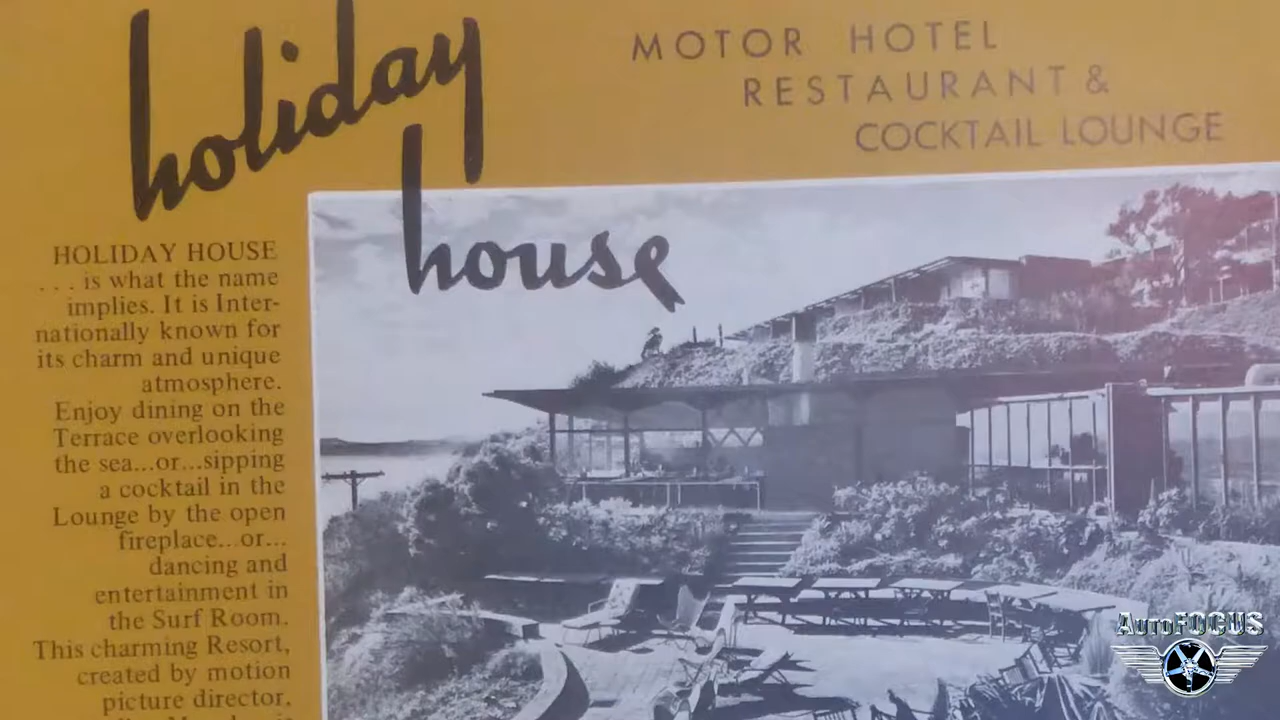 holiday
house
MOTOR HOTEL
RESTAURANT &
COCKTAIL LOUNGE
HOLIDAY HOUSE
. . . is what the name
implies. It is Inter-
nationally known for
its charm and unique
atmosphere.
Enjoy dining on the
Terrace overlooking
the sea...or...sipping
a cocktail in the
Lounge by the open
fireplace...or...
dancing and
entertainment in
the Surf Room.
This charming Resort,
created by motion
picture director,
AutoFOCUS